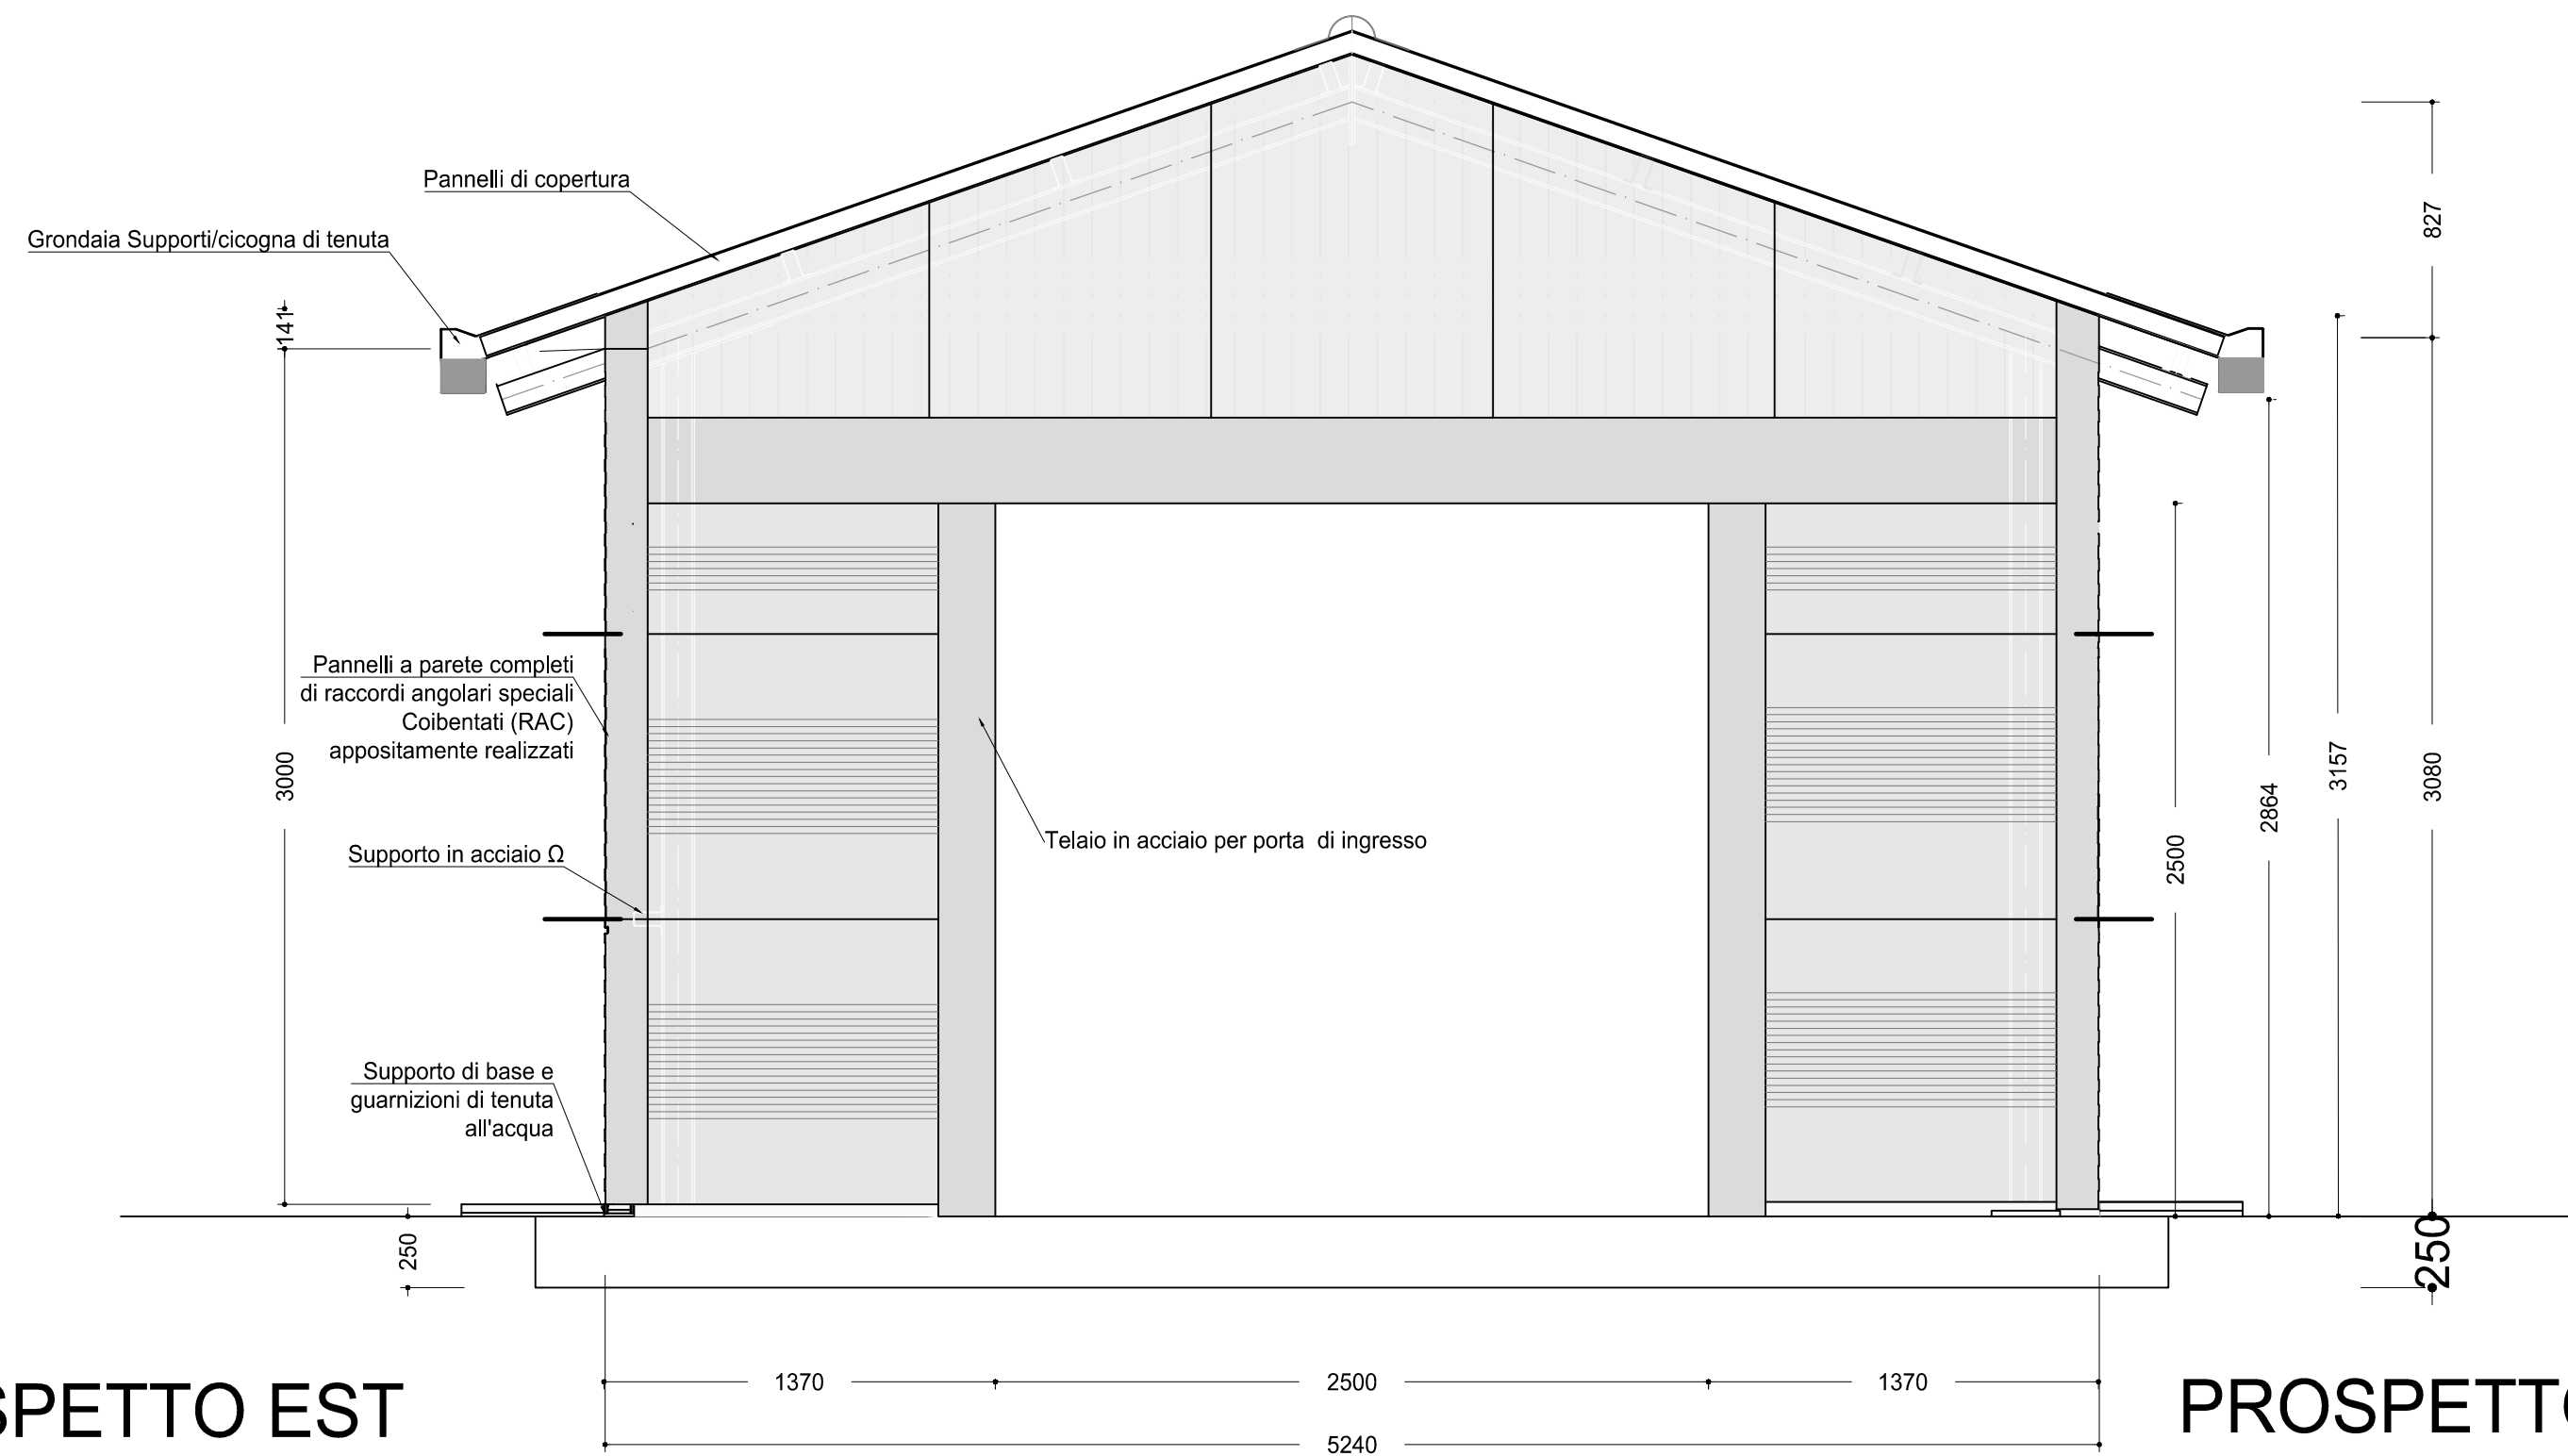 Pannelli di copertura
Grondaia Supporti/cicogna di tenuta
827
141
Pannelli a parete completi
di raccordi angolari speciali
Coibentati (RAC)
appositamente realizzati
3000
3157
3080
2864
2500
Telaio in acciaio per porta  di ingresso
Supporto in acciaio Ω
Supporto di base e
guarnizioni di tenuta
all'acqua
250
250
1370
2500
1370
SPETTO EST
PROSPETTO
5240